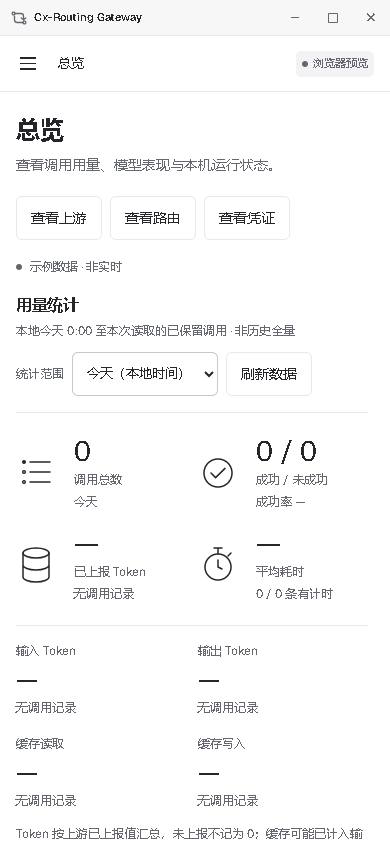 Cx-Routing Gateway
总览
浏览器预览
总览
查看调用用量、模型表现与本机运行状态。
查看上游
查看路由
查看凭证
示例数据 · 非实时
用量统计
本地今天 0:00 至本次读取的已保留调用 · 非历史全量
统计范围
今天（本地时间）
刷新数据
0
调用总数
今天
0 / 0
成功 / 未成功
成功率 —
—
已上报 Token
无调用记录
—
平均耗时
0 / 0 条有计时
输入 Token
—
无调用记录
输出 Token
—
无调用记录
缓存读取
—
无调用记录
缓存写入
—
无调用记录
Token 按上游已上报值汇总，未上报不记为 0；缓存可能已计入输